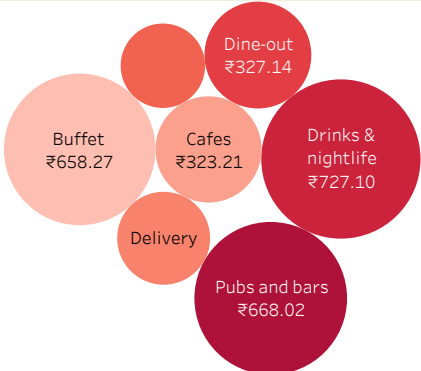 Dine-out
₹327.14
Buffet
₹658.27
Cafes
₹323.21
Drinks &
nightlife
₹727.10
Delivery
Pubs and bars
₹668.02